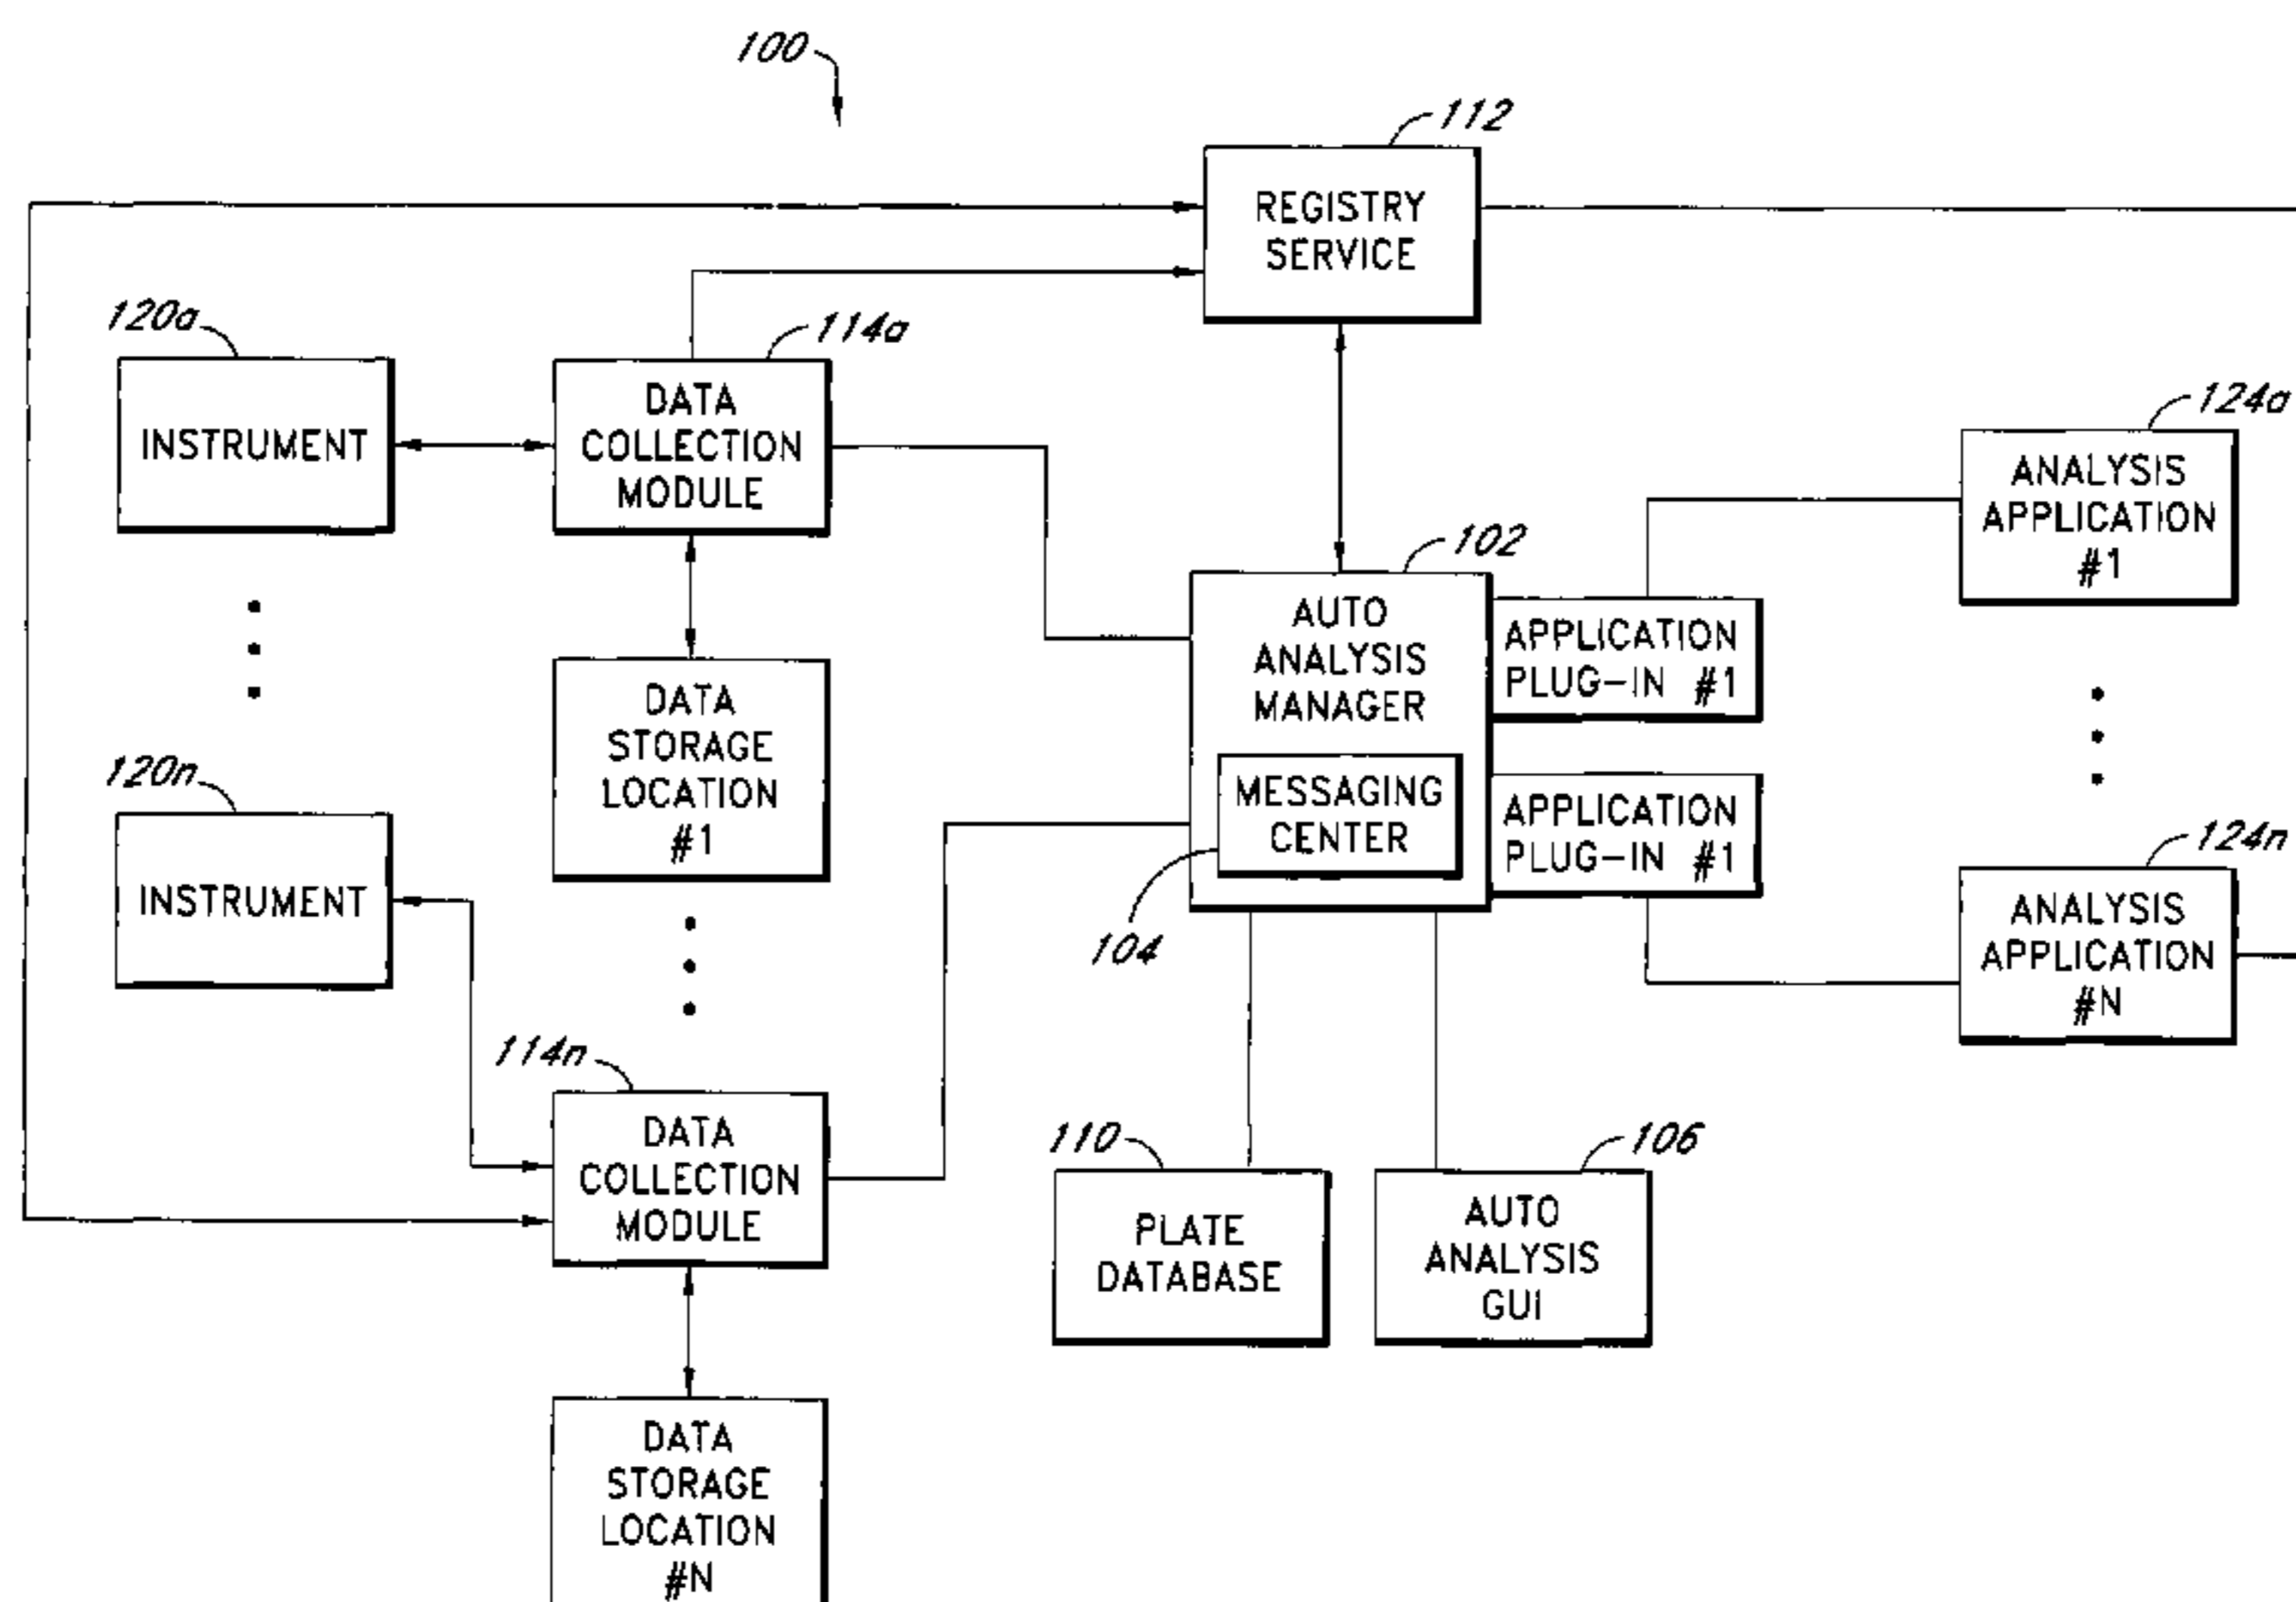 100
112
REGISTRY
SERVICE
120a
114a
INSTRUMENT
DATA
COLLECTION
MODULE
124a
ANALYSIS
APPLICATION
#1
102
AUTO
ANALYSIS
MANAGER
APPLICATION
PLUG-IN #1
DATA
STORAGE
LOCATION
#1
MESSAGING
CENTER
104
APPLICATION
PLUG-IN #1
120n
INSTRUMENT
124n
ANALYSIS
APPLICATION
#N
114n
DATA
COLLECTION
MODULE
110
PLATE
DATABASE
106
AUTO
ANALYSIS
GUI
DATA
STORAGE
LOCATION
#N